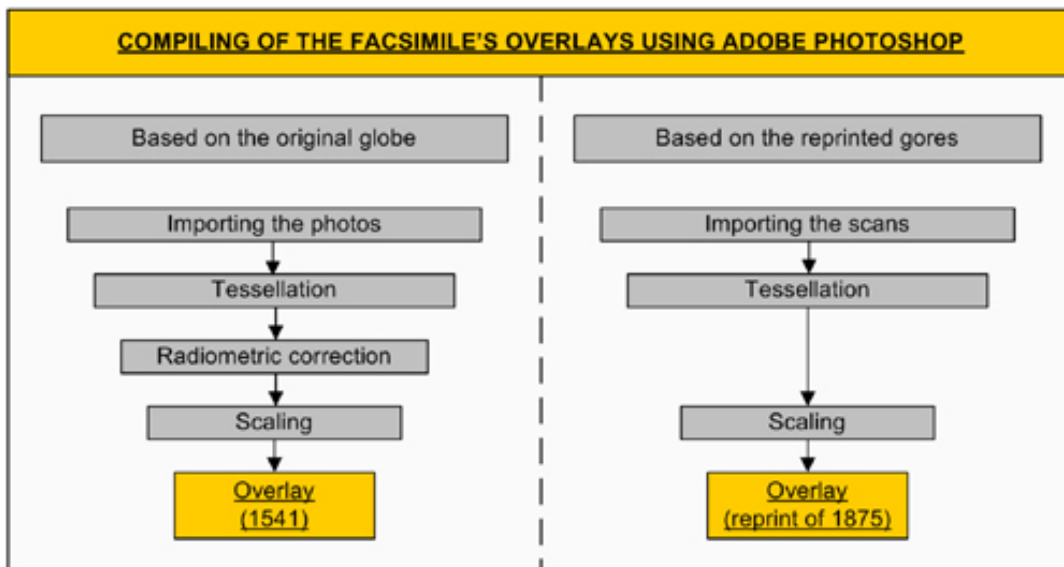 COMPILING OF THE FACSIMILE'S OVERLAYS USING ADOBE PHOTOSHOP
Based on the original globe
Importing the photos
Tessellation
Radiometric correction
Scaling
Overlay
(1541)
Based on the reprinted gores
Importing the scans
Tessellation
Scaling
Overlay
(reprint of 1875)